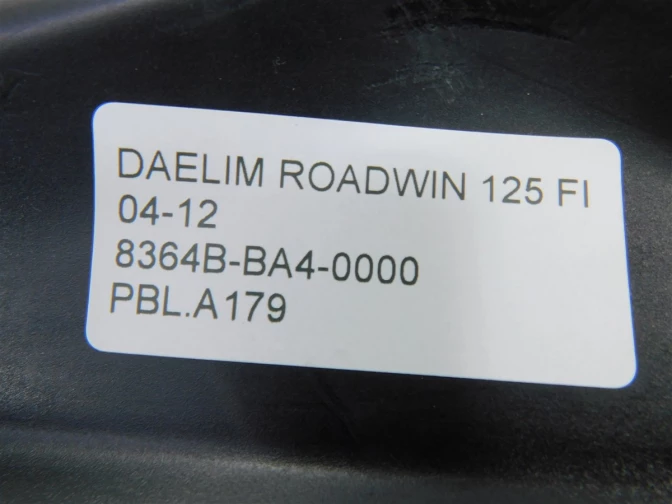 DAELIM ROADWIN 125 FI
04-12
8364B-BA4-0000
PBL.A179